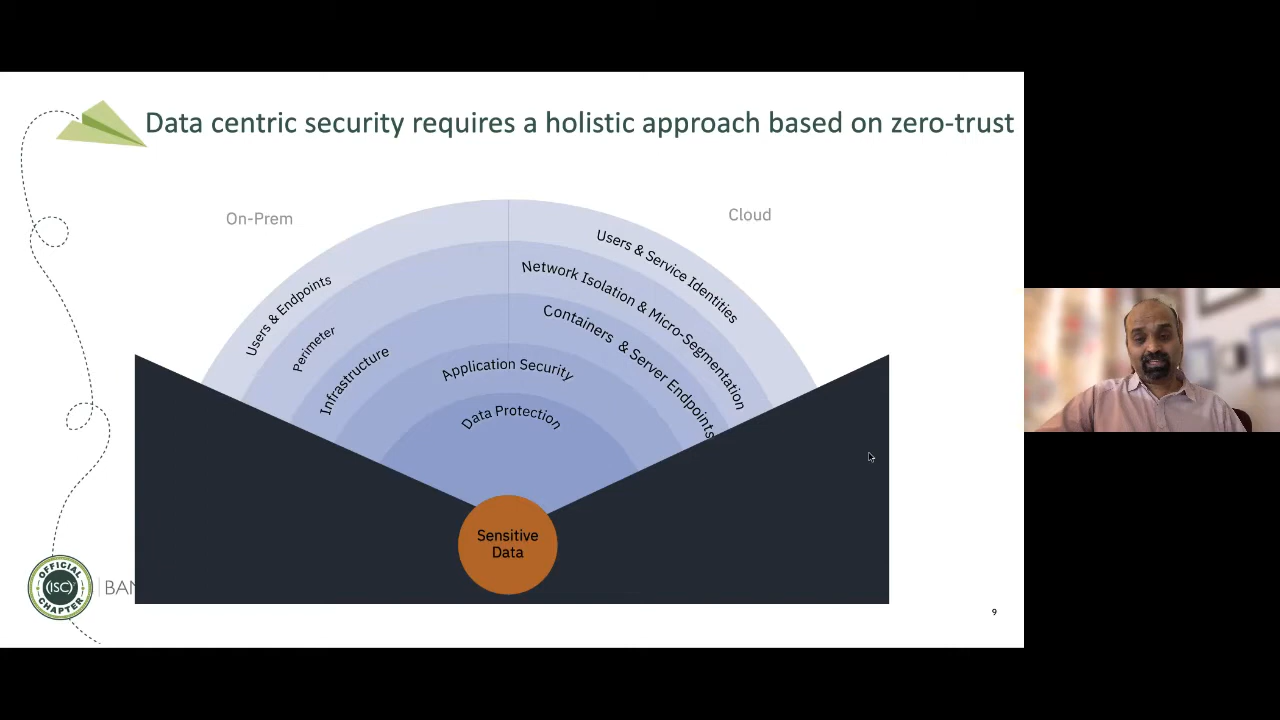 Data centric security requires a holistic approach based on zero-trust
On-Prem
Cloud
Users & Endpoints
Perimeter
Infrastructure
Users & Service Identities
Network Isolation & Micro-Segmentation
Containers & Server Endpoints
Application Security
Data Protection
Sensitive
Data
OFFICIAL
(ISC)²
CHAPTER
9